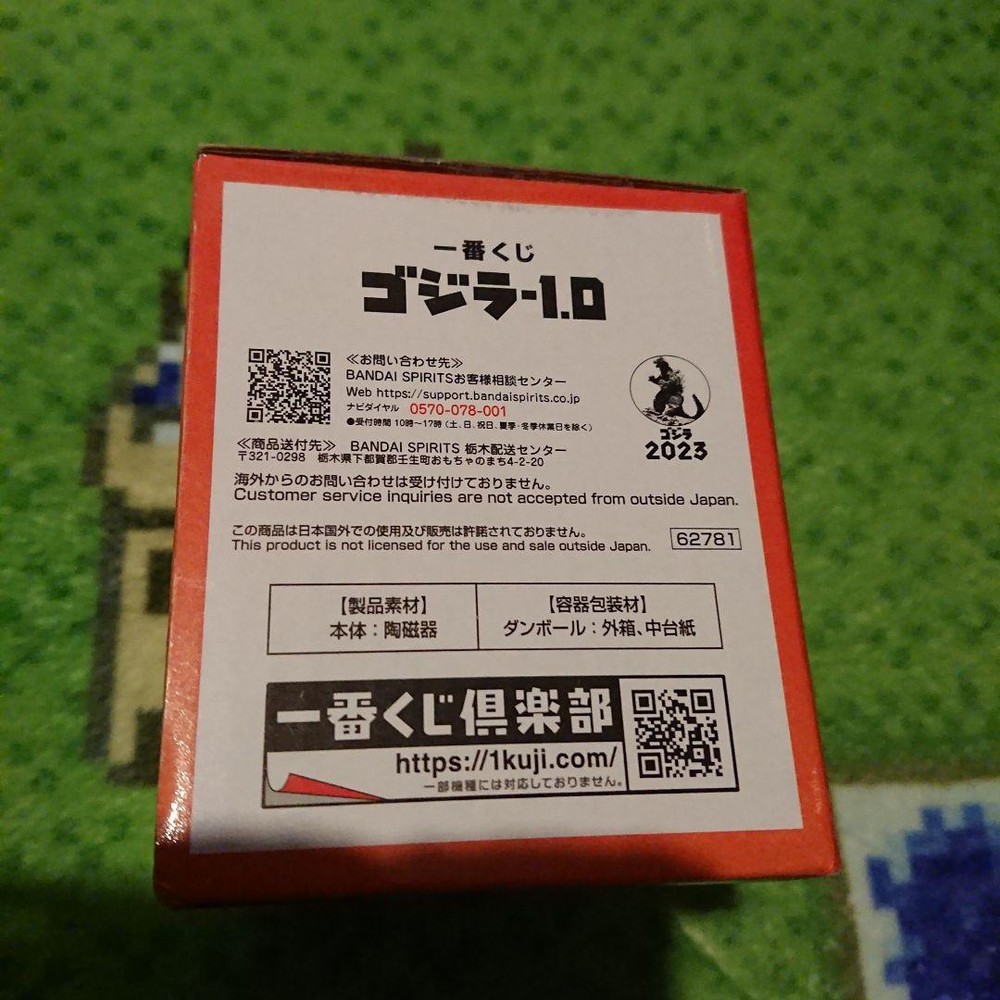 一番くじ
ゴジラ-1.0
≪お問い合わせ先≫
BANDAI SPIRITSお客様相談センター
Web https://support.bandaispirits.co.jp
ナビダイヤル 0570-078-001
●受付時間 10時〜17時（土、日、祝日、夏季・冬季休業日を除く）
ゴジラ
2023
≪商品送付先≫ BANDAI SPIRITS 栃木配送センター
〒321-0298 栃木県下都賀郡壬生町おもちゃのまち4-2-20
海外からのお問い合わせは受け付けておりません。
Customer service inquiries are not accepted from outside Japan.
この商品は日本国外での使用及び販売は許諾されておりません。
This product is not licensed for the use and sale outside Japan.
62781
【製品素材】
本体：陶磁器
【容器包装材】
ダンボール：外箱、中台紙
一番くじ倶楽部
https://1kuji.com/
一部機種には対応しておりません。